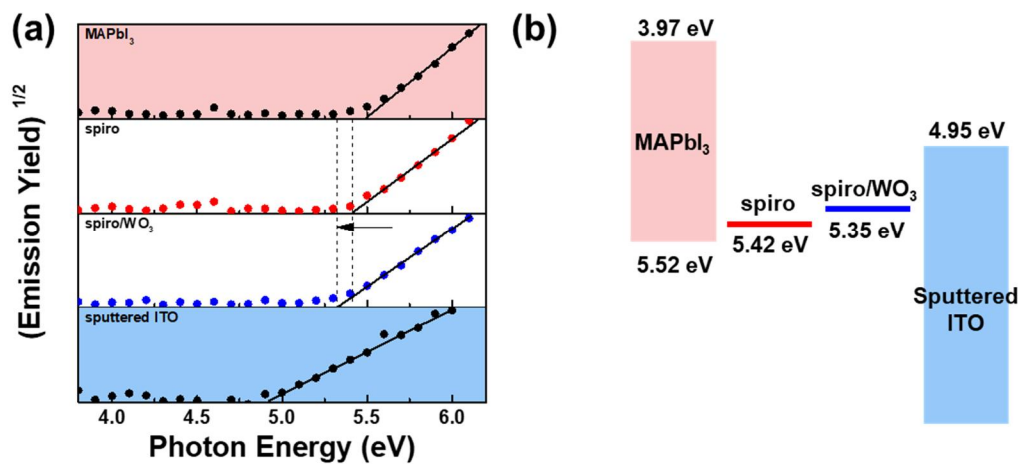 (a)
MAPbI₃
spiro
spiro/WO₃
sputtered ITO
(Emission Yield) ¹/²
4.0 4.5 5.0 5.5 6.0
Photon Energy (eV)
(b)
3.97 eV
MAPbI₃
5.52 eV
spiro
5.42 eV
spiro/WO₃
5.35 eV
4.95 eV
Sputtered
ITO